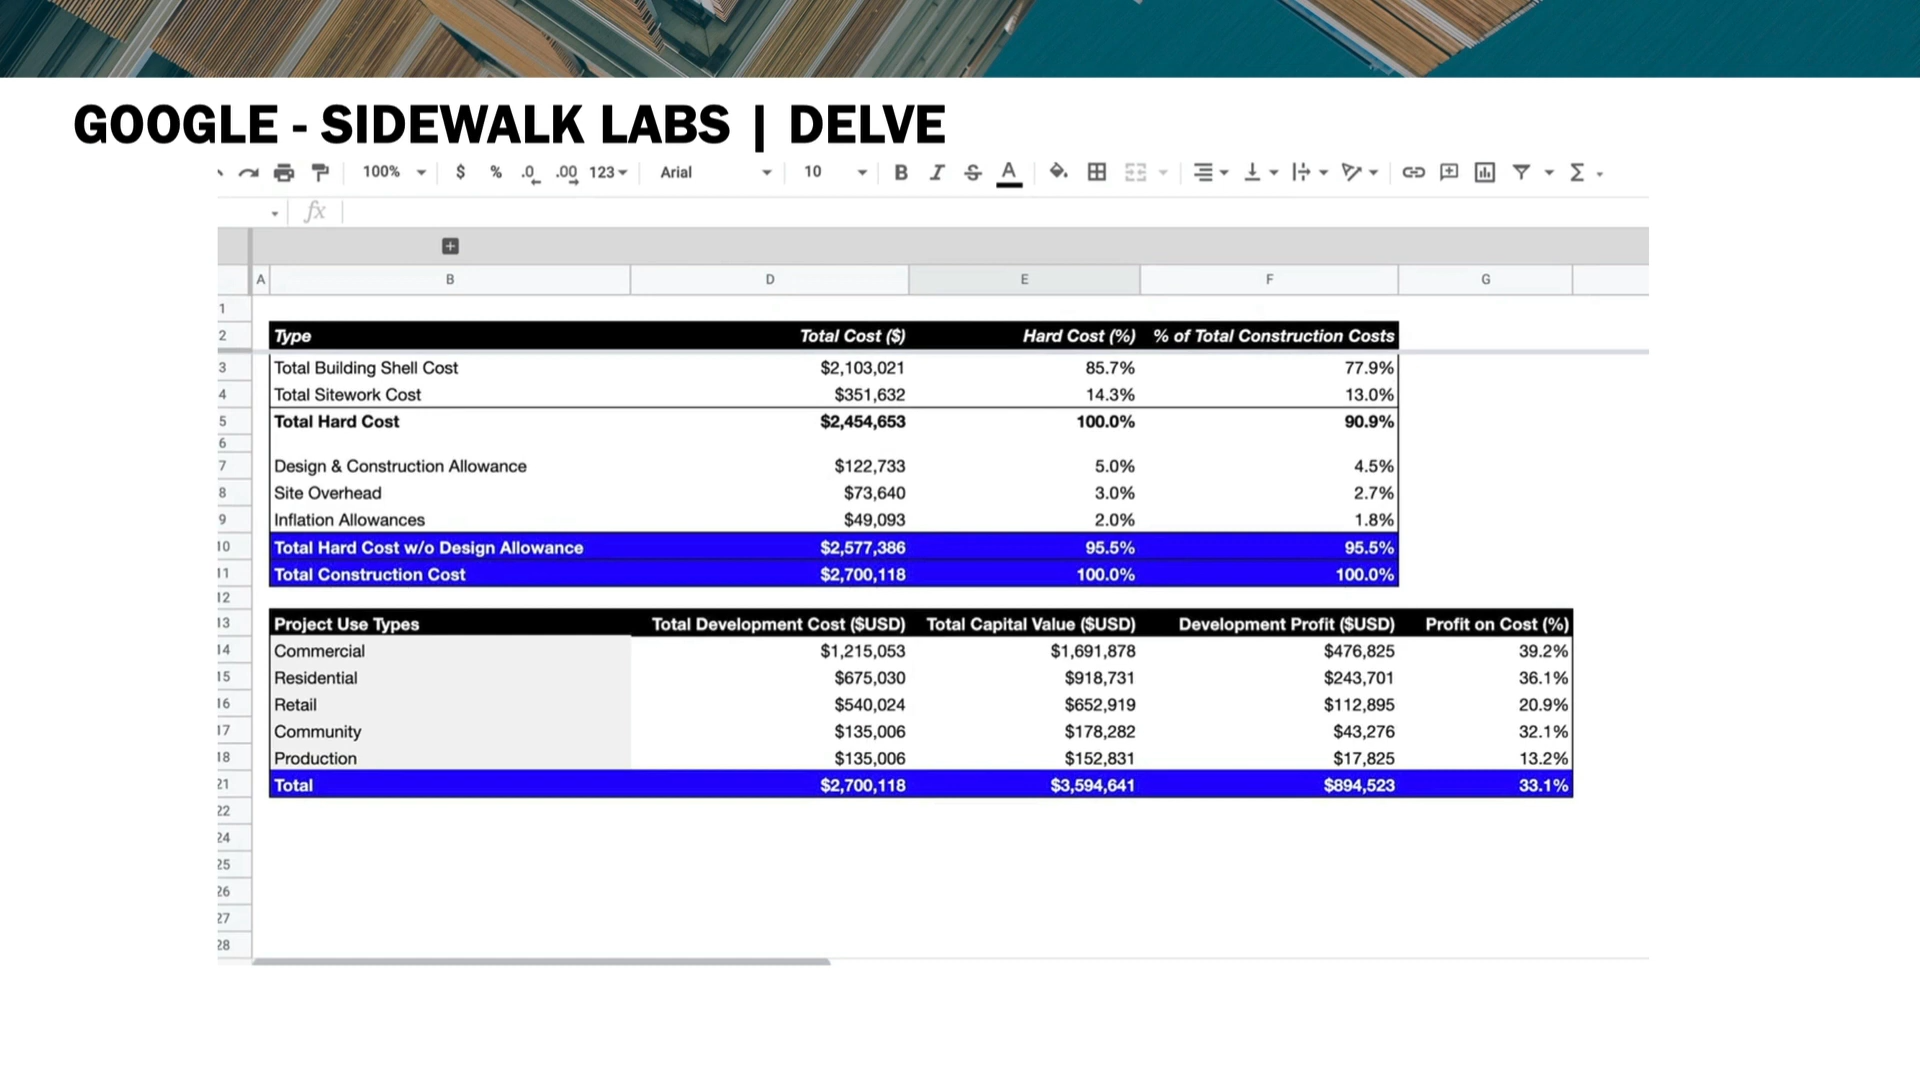 GOOGLE - SIDEWALK LABS | DELVE
100% $ % .0 .00 123 Arial 10 B I S A Σ
fx
A B D E F G
1
2 Type Total Cost ($) Hard Cost (%) % of Total Construction Costs
3 Total Building Shell Cost $2,103,021 85.7% 77.9%
4 Total Sitework Cost $351,632 14.3% 13.0%
5 Total Hard Cost $2,454,653 100.0% 90.9%
6
7 Design & Construction Allowance $122,733 5.0% 4.5%
8 Site Overhead $73,640 3.0% 2.7%
9 Inflation Allowances $49,093 2.0% 1.8%
10 Total Hard Cost w/o Design Allowance $2,577,386 95.5% 95.5%
11 Total Construction Cost $2,700,118 100.0% 100.0%
12
13 Project Use Types Total Development Cost ($USD) Total Capital Value ($USD) Development Profit ($USD) Profit on Cost (%)
14 Commercial $1,215,053 $1,691,878 $476,825 39.2%
15 Residential $675,030 $918,731 $243,701 36.1%
16 Retail $540,024 $652,919 $112,895 20.9%
17 Community $135,006 $178,282 $43,276 32.1%
18 Production $135,006 $152,831 $17,825 13.2%
21 Total $2,700,118 $3,594,641 $894,523 33.1%
22
24
25
26
27
28